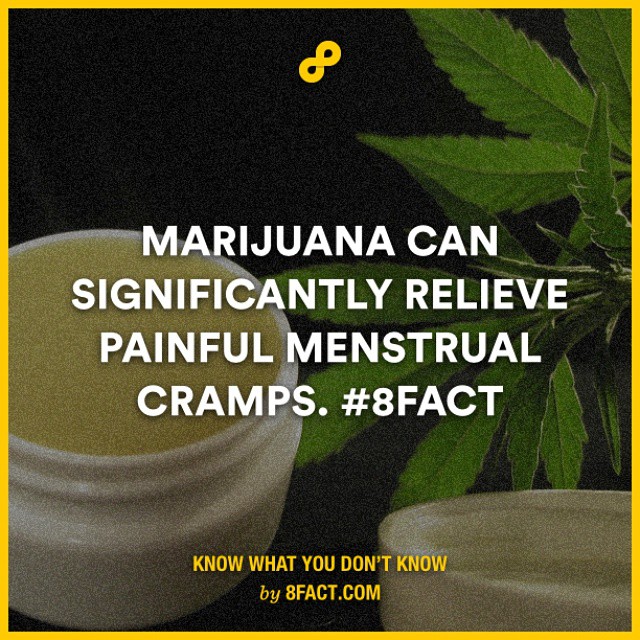 MARIJUANA CAN
SIGNIFICANTLY RELIEVE
PAINFUL MENSTRUAL
CRAMPS. #8FACT
KNOW WHAT YOU DON'T KNOW
by 8FACT.COM